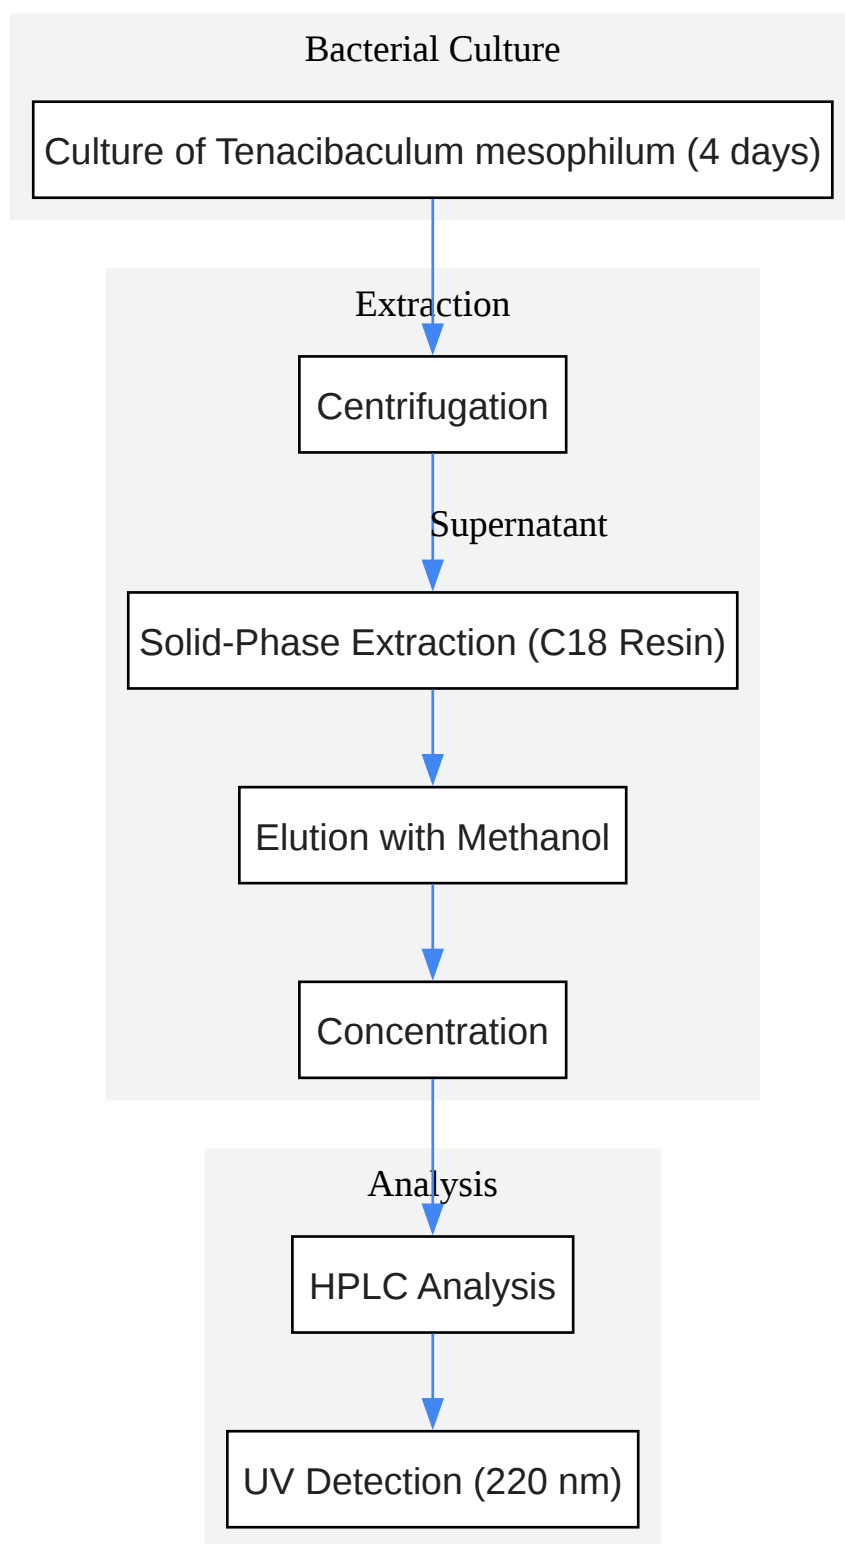 Bacterial Culture
Culture of Tenacibaculum mesophilum (4 days)
Extraction
Centrifugation
Supernatant
Solid-Phase Extraction (C18 Resin)
Elution with Methanol
Concentration
Analysis
HPLC Analysis
UV Detection (220 nm)